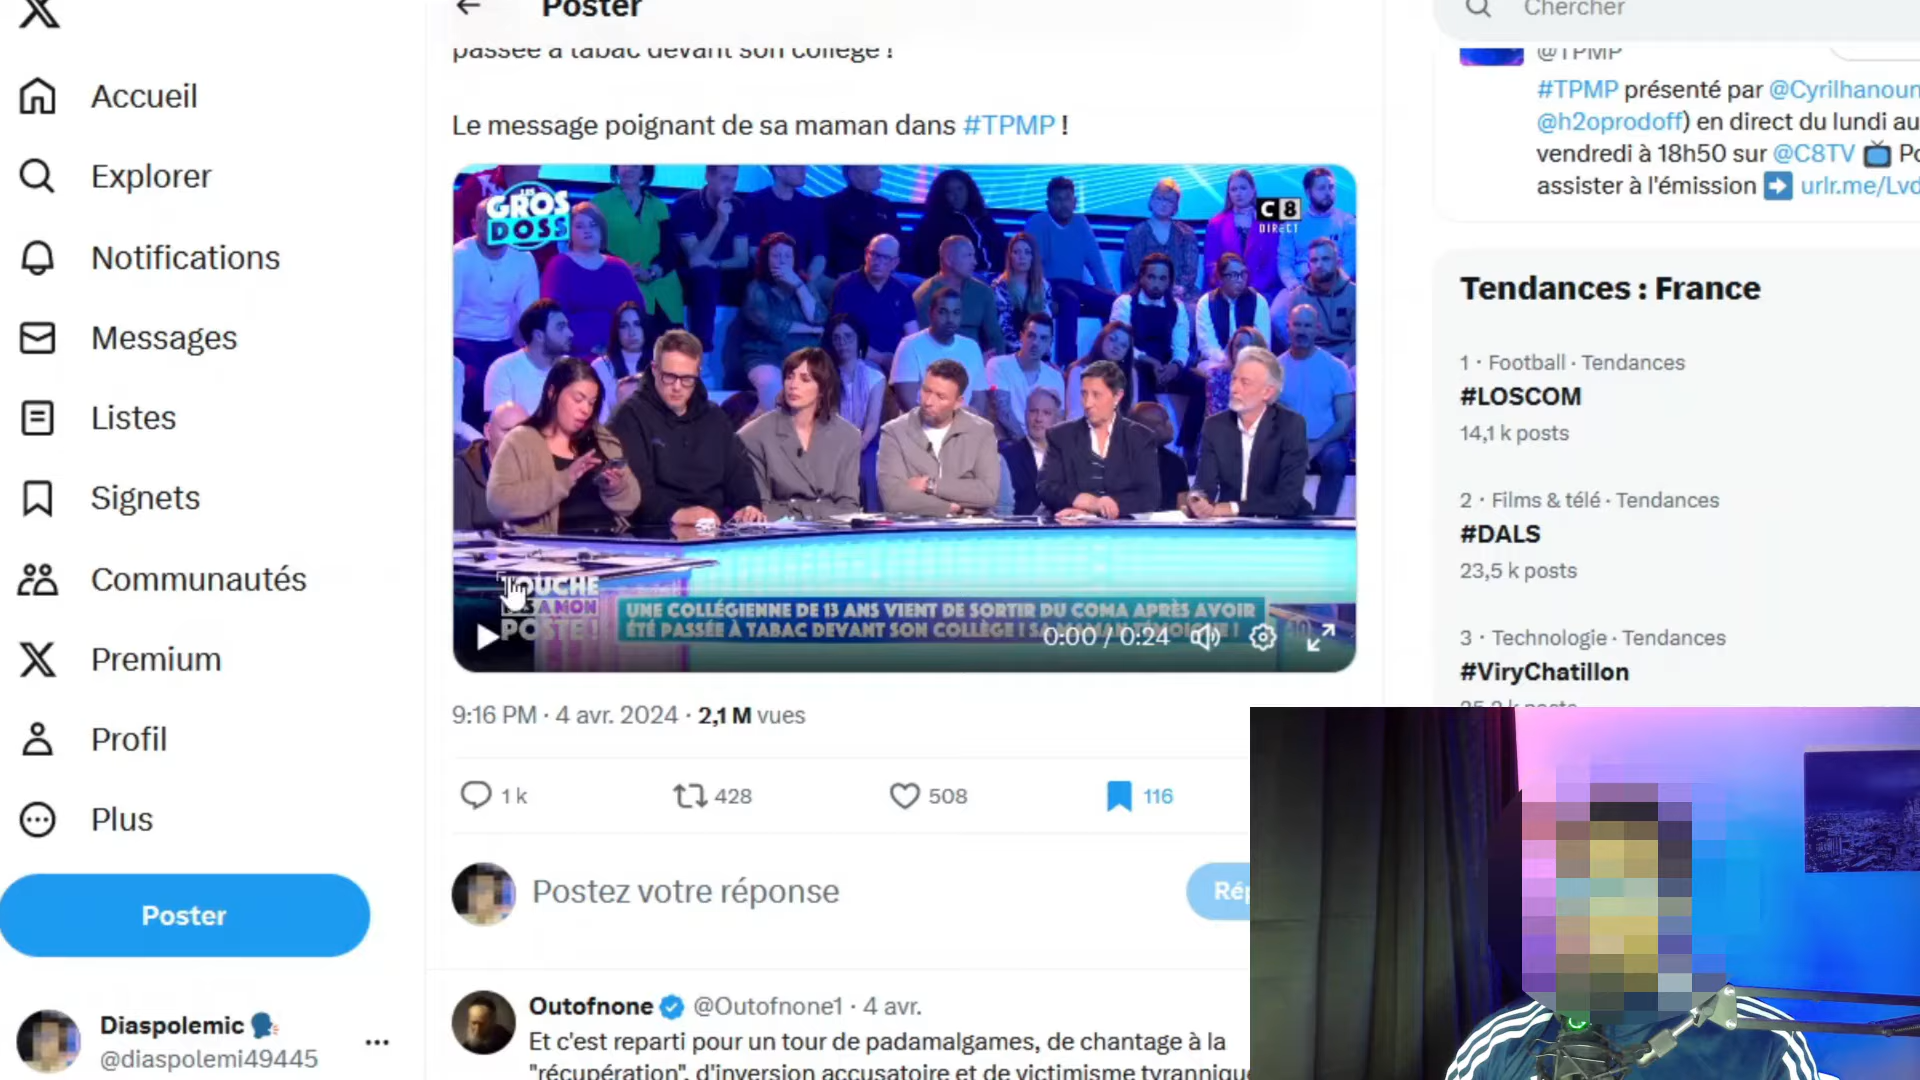 Poster
Chercher
passée à tabac devant son collège !
Le message poignant de sa maman dans #TPMP !
Accueil
Explorer
Notifications
Messages
Listes
Signets
Communautés
Premium
Profil
Plus
Poster
Diaspolemic
@diaspolemi49445
LES
GROS
DOSS
C8
DIRECT
TOUCHE
PAS A MON
POSTE !
UNE COLLÉGIENNE DE 13 ANS VIENT DE SORTIR DU COMA APRÈS AVOIR
ÉTÉ PASSÉE À TABAC DEVANT SON COLLÈGE ! SA MAMAN TÉMOIGNE !
0:00 / 0:24
9:16 PM · 4 avr. 2024 · 2,1 M vues
1 k
428
508
116
Postez votre réponse
Rép
Outofnone @Outofnone1 · 4 avr.
Et c'est reparti pour un tour de padamalgames, de chantage à la
"récupération", d'inversion accusatoire et de victimisme tyrannique
@TPMP
#TPMP présenté par @Cyrilhanoun
@h2oprodoff) en direct du lundi au
vendredi à 18h50 sur @C8TV Po
assister à l'émission urlr.me/Lvd
Tendances : France
1 · Football · Tendances
#LOSCOM
14,1 k posts
2 · Films & télé · Tendances
#DALS
23,5 k posts
3 · Technologie · Tendances
#ViryChatillon